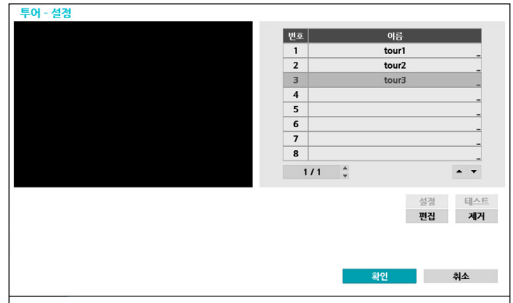 투어 - 설정
번호 이름
1 tour1
2 tour2
3 tour3
4
5
6
7
8
1 / 1
설정 테스트
편집 제거
확인 취소